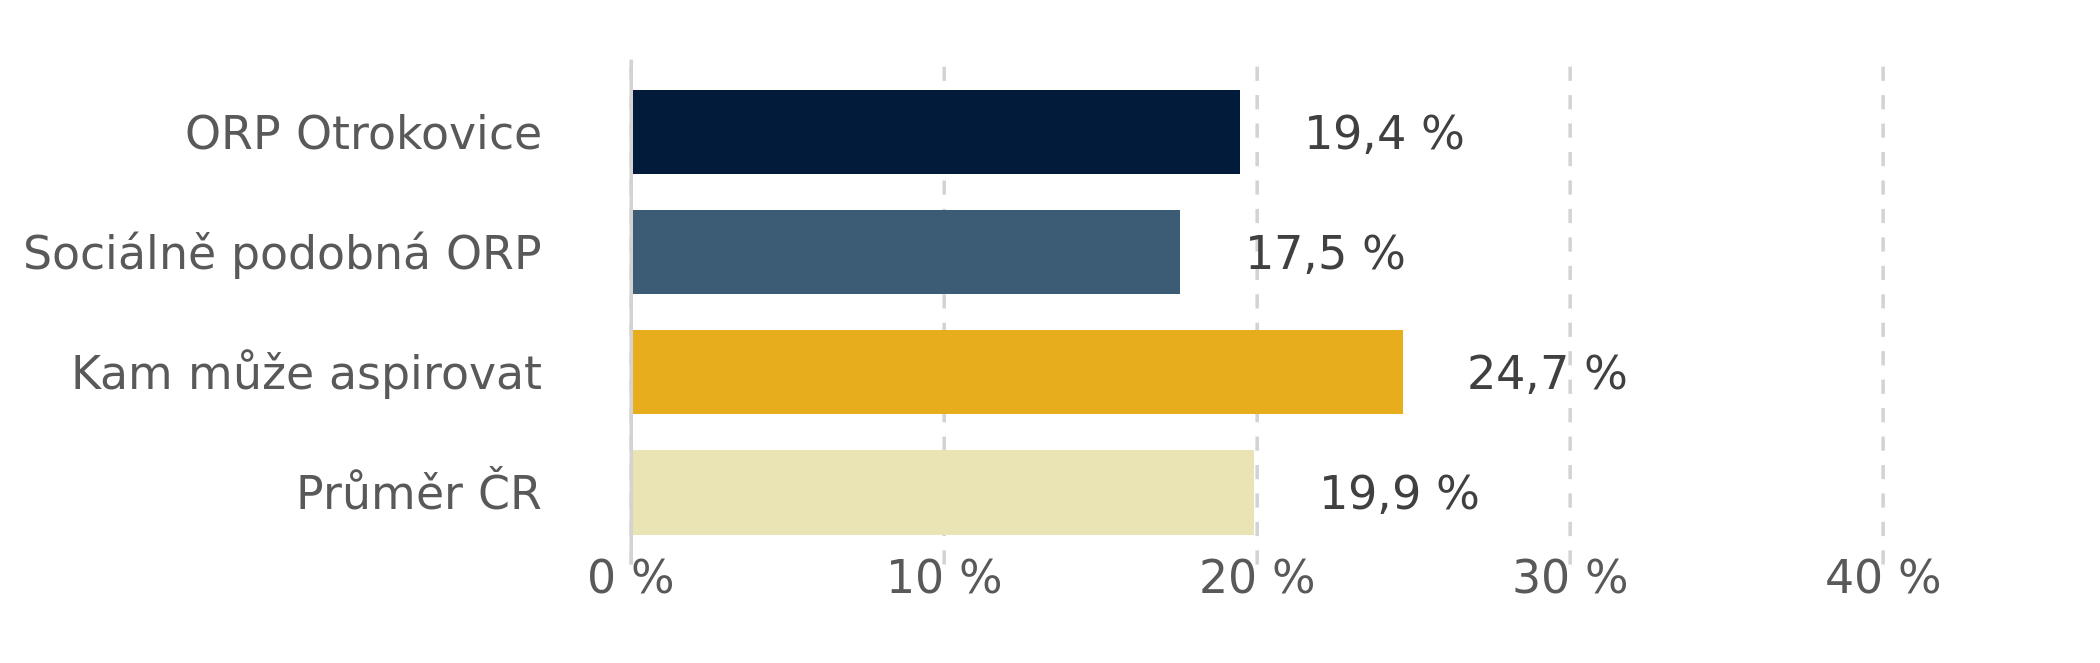 ORP Otrokovice 19,4 %
Sociálně podobná ORP 17,5 %
Kam může aspirovat 24,7 %
Průměr ČR 19,9 %
0 % 10 % 20 % 30 % 40 %